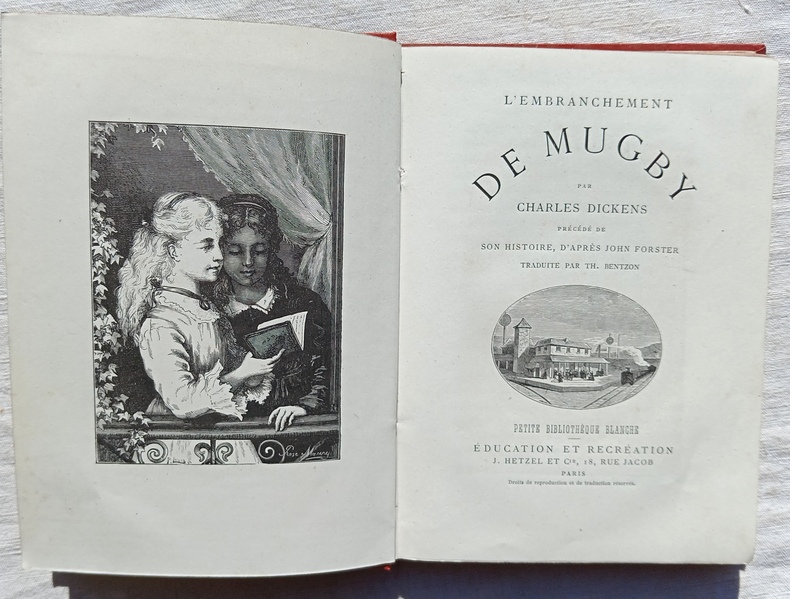 L'EMBRANCHEMENT
DE MUGBY
PAR
CHARLES DICKENS
PRÉCÉDÉ DE
SON HISTOIRE, D'APRÈS JOHN FORSTER
TRADUITE PAR TH. BENTZON
PETITE BIBLIOTHÈQUE BLANCHE
ÉDUCATION ET RECRÉATION
J. HETZEL ET Cie, 18, RUE JACOB
PARIS
Droits de reproduction et de traduction réservés.